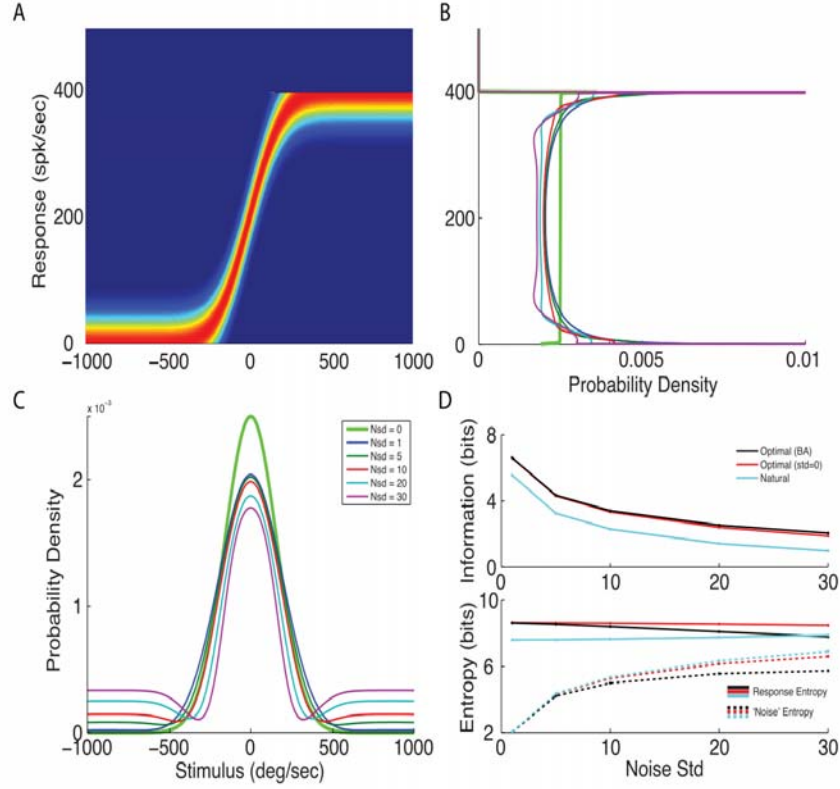 A
Response (spk/sec)
400
200
0
−1000
−500
0
500
1000
B
400
200
0
0
0.005
0.01
Probability Density
C
x 10⁻³
2
1
0
Probability Density
Nsd = 0
Nsd = 1
Nsd = 5
Nsd = 10
Nsd = 20
Nsd = 30
−1000
−500
0
500
1000
Stimulus (deg/sec)
D
Information (bits)
8
4
0
Optimal (BA)
Optimal (std=0)
Natural
0
10
20
30
Entropy (bits)
10
6
2
Response Entropy
'Noise' Entropy
0
10
20
30
Noise Std